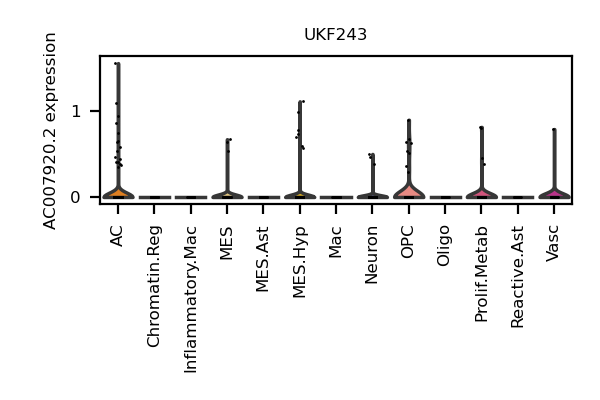 UKF243
AC007920.2 expression
1
0
AC
Chromatin.Reg
Inflammatory.Mac
MES
MES.Ast
MES.Hyp
Mac
Neuron
OPC
Oligo
Prolif.Metab
Reactive.Ast
Vasc